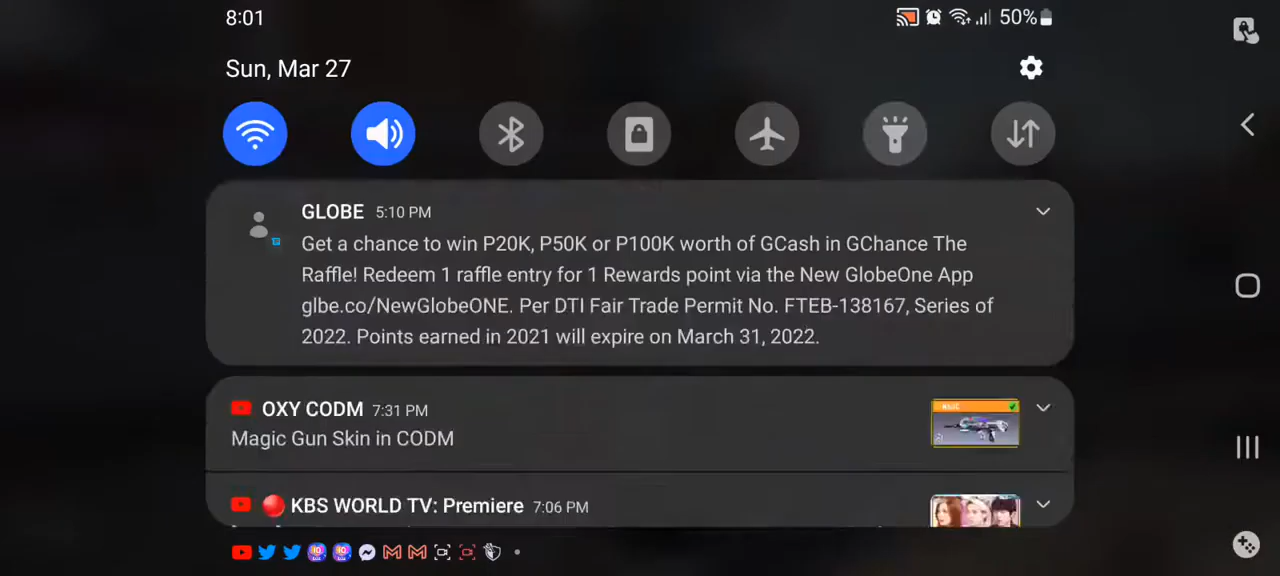 8:01
50%
Sun, Mar 27
GLOBE 5:10 PM
Get a chance to win P20K, P50K or P100K worth of GCash in GChance The
Raffle! Redeem 1 raffle entry for 1 Rewards point via the New GlobeOne App
glbe.co/NewGlobeONE. Per DTI Fair Trade Permit No. FTEB-138167, Series of
2022. Points earned in 2021 will expire on March 31, 2022.
OXY CODM 7:31 PM
Magic Gun Skin in CODM
KBS WORLD TV: Premiere 7:06 PM